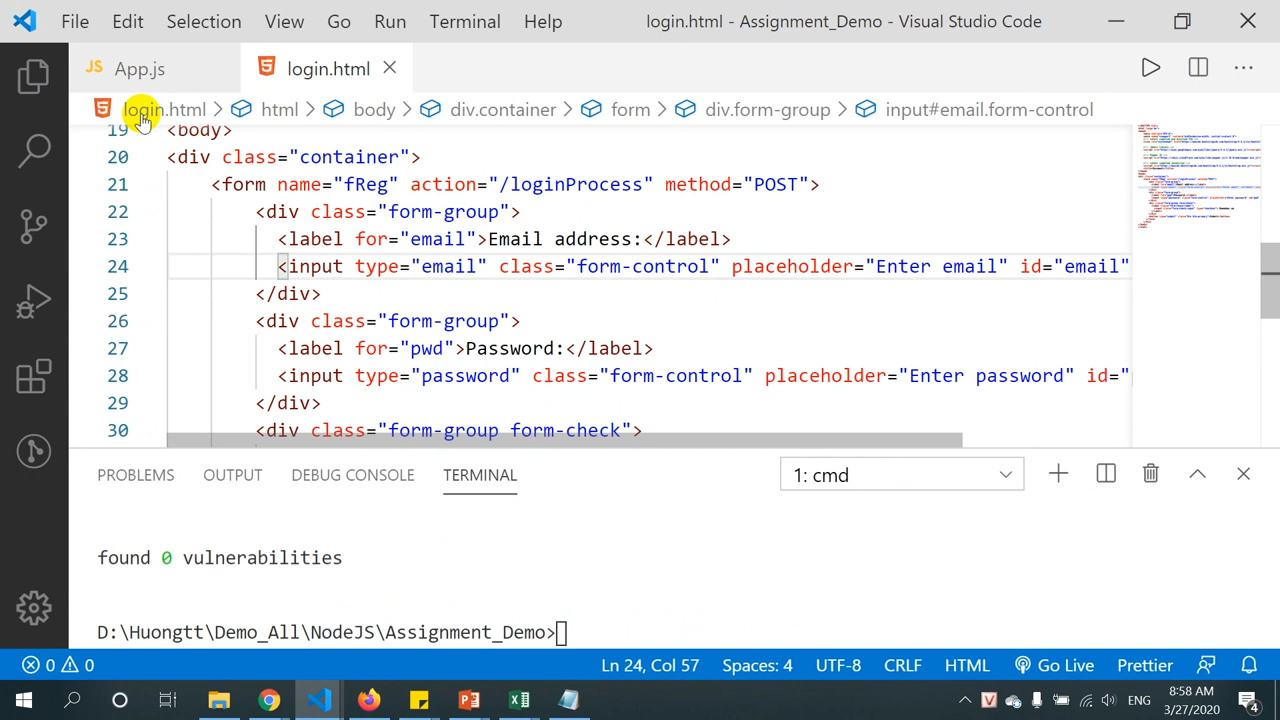 File Edit Selection View Go Run Terminal Help login.html - Assignment_Demo - Visual Studio Code
JS App.js login.html
login.html > html > body > div.container > form > div.form-group > input#email.form-control
19 <body>
20 <div class="container">
21 <form name="fReg" action="/loginProcess" method="POST">
22 <div class="form-group">
23 <label for="email">Email address:</label>
24 <input type="email" class="form-control" placeholder="Enter email" id="email"
25 </div>
26 <div class="form-group">
27 <label for="pwd">Password:</label>
28 <input type="password" class="form-control" placeholder="Enter password" id="
29 </div>
30 <div class="form-group form-check">
PROBLEMS OUTPUT DEBUG CONSOLE TERMINAL 1: cmd
found 0 vulnerabilities
D:\Huongtt\Demo_All\NodeJS\Assignment_Demo>
0 0 Ln 24, Col 57 Spaces: 4 UTF-8 CRLF HTML Go Live Prettier
ENG 8:58 AM
3/27/2020 4